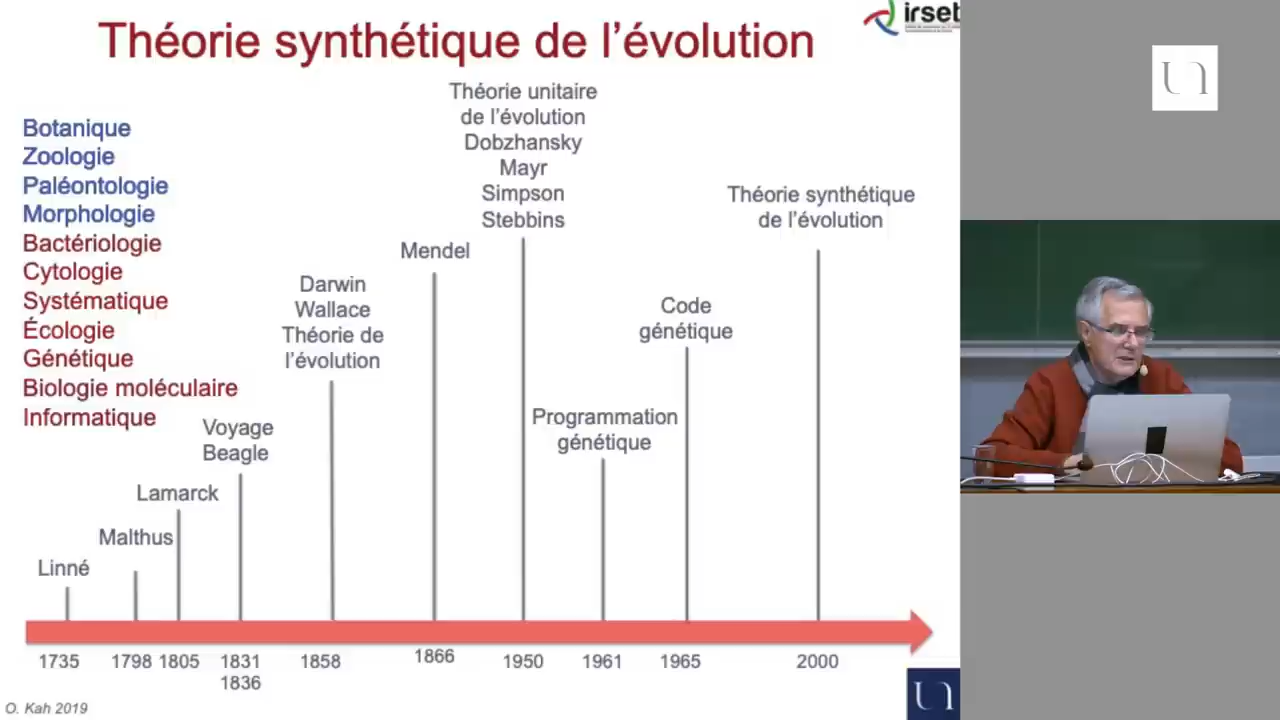 Théorie synthétique de l’évolution
irset
Botanique
Zoologie
Paléontologie
Morphologie
Bactériologie
Cytologie
Systématique
Écologie
Génétique
Biologie moléculaire
Informatique
Linné
Malthus
Lamarck
Voyage
Beagle
Darwin
Wallace
Théorie de
l’évolution
Mendel
Théorie unitaire
de l’évolution
Dobzhansky
Mayr
Simpson
Stebbins
Programmation
génétique
Code
génétique
Théorie synthétique
de l’évolution
1735
1798
1805
1831
1836
1858
1866
1950
1961
1965
2000
O. Kah 2019